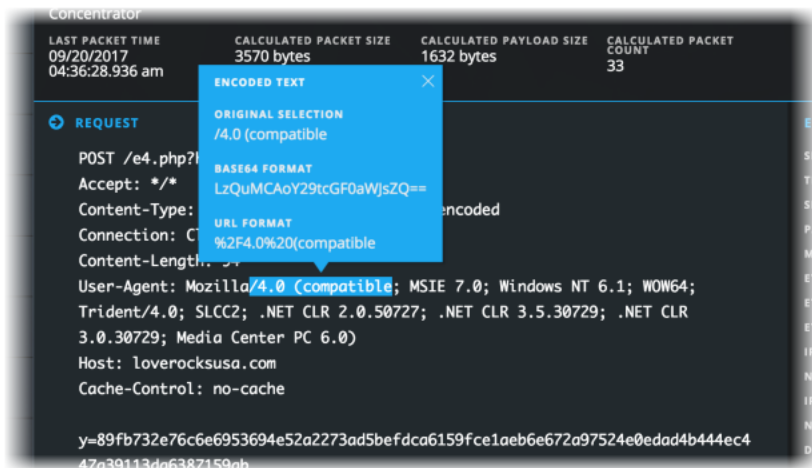 Concentrator
LAST PACKET TIME
09/20/2017
04:36:28.936 am
CALCULATED PACKET SIZE
3570 bytes
CALCULATED PAYLOAD SIZE
1632 bytes
CALCULATED PACKET
COUNT
33
ENCODED TEXT
ORIGINAL SELECTION
/4.0 (compatible
BASE64 FORMAT
LzQuMCAoY29tcGF0aWJsZQ==
URL FORMAT
%2F4.0%20(compatible
REQUEST
POST /e4.php?
Accept: */*
Content-Type: encoded
Connection: Cl
Content-Length:
User-Agent: Mozilla/4.0 (compatible; MSIE 7.0; Windows NT 6.1; WOW64;
Trident/4.0; SLCC2; .NET CLR 2.0.50727; .NET CLR 3.5.30729; .NET CLR
3.0.30729; Media Center PC 6.0)
Host: loverocksusa.com
Cache-Control: no-cache
y=89fb732e76c6e6953694e52a2273ad5befdca6159fce1aeb6e672a97524e0edad4b444ec4
47a39113da6387159ab